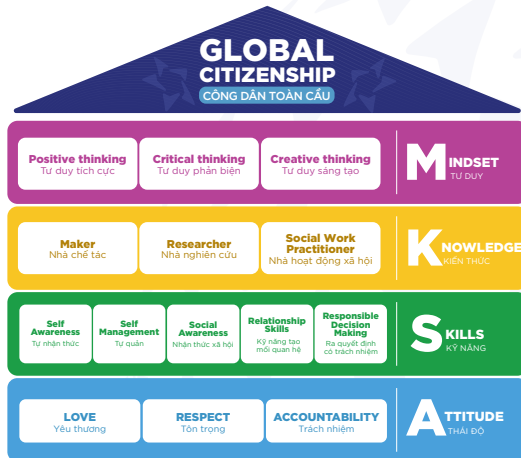 GLOBAL
CITIZENSHIP
CÔNG DÂN TOÀN CẦU
Positive thinking
Tư duy tích cực
Critical thinking
Tư duy phản biện
Creative thinking
Tư duy sáng tạo
MINDSET
TƯ DUY
Maker
Nhà chế tác
Researcher
Nhà nghiên cứu
Social Work
Practitioner
Nhà hoạt động xã hội
KNOWLEDGE
KIẾN THỨC
Self
Awareness
Tự nhận thức
Self
Management
Tự quản
Social
Awareness
Nhận thức xã hội
Relationship
Skills
Kỹ năng tạo
mối quan hệ
Responsible
Decision
Making
Ra quyết định
có trách nhiệm
SKILLS
KỸ NĂNG
LOVE
Yêu thương
RESPECT
Tôn trọng
ACCOUNTABILITY
Trách nhiệm
ATTITUDE
THÁI ĐỘ